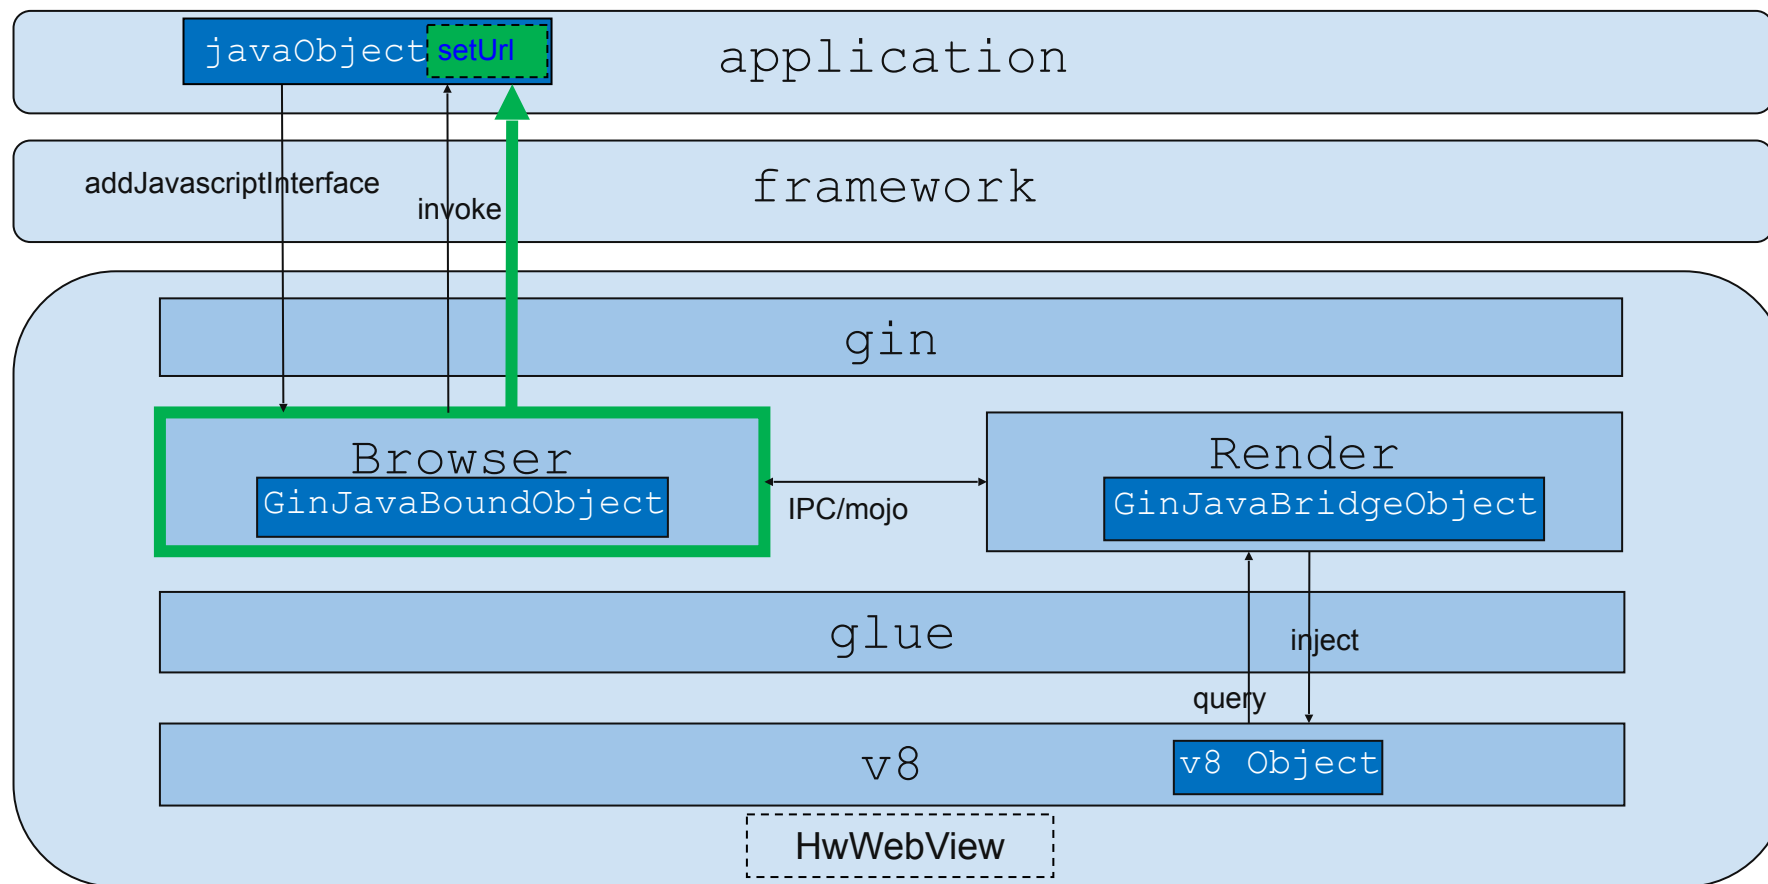 javaObject
setUrl
application
addJavascriptInterface
invoke
framework
gin
Browser
GinJavaBoundObject
IPC/mojo
Render
GinJavaBridgeObject
glue
inject
query
v8
v8 Object
HwWebView